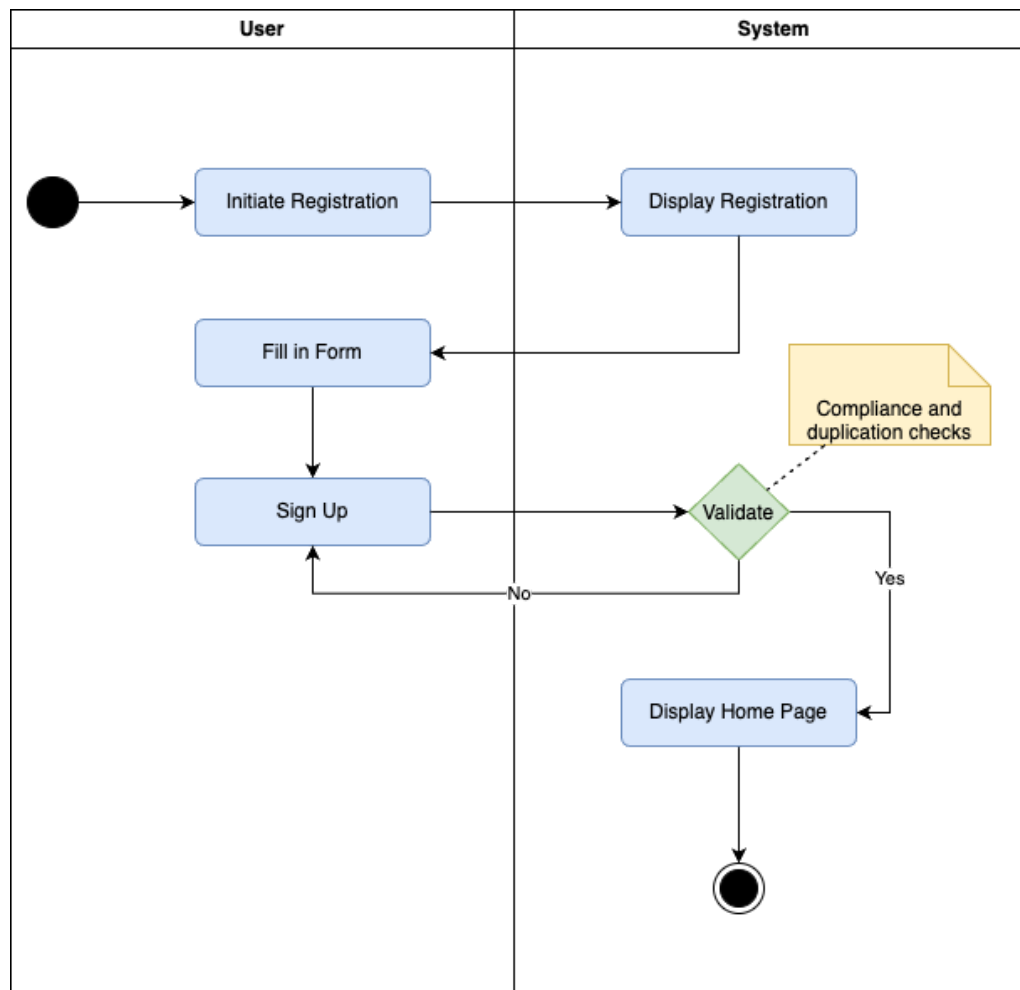 User
System
Initiate Registration
Display Registration
Fill in Form
Compliance and
duplication checks
Sign Up
Validate
Yes
No
Display Home Page